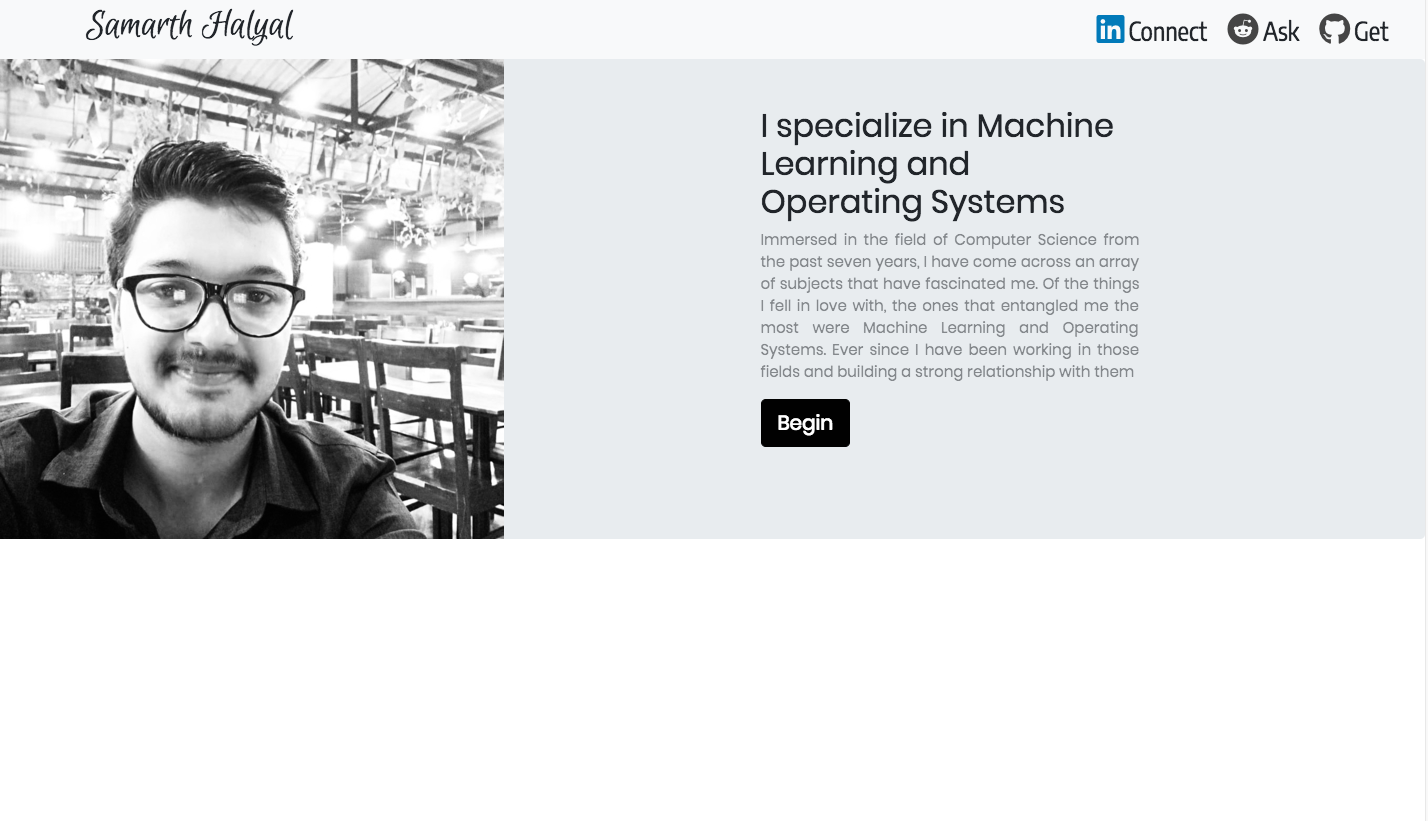 Samarth Halyal
in Connect
Ask
Get
I specialize in Machine
Learning and
Operating Systems
Immersed in the field of Computer Science from
the past seven years, I have come across an array
of subjects that have fascinated me. Of the things
I fell in love with, the ones that entangled me the
most were Machine Learning and Operating
Systems. Ever since I have been working in those
fields and building a strong relationship with them
Begin